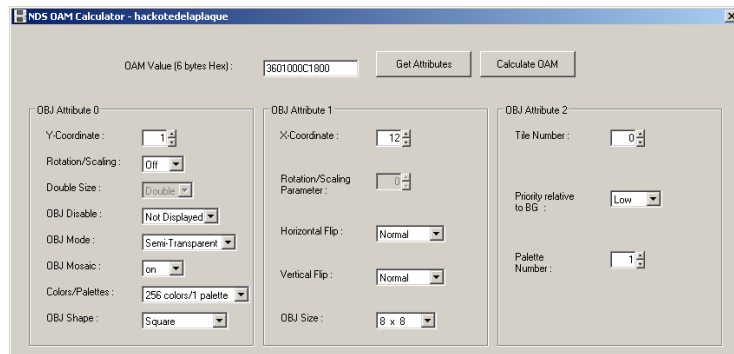 NDS OAM Calculator - hackotedelaplaque
OAM Value (6 bytes Hex) : 3601000C1800 Get Attributes Calculate OAM
OBJ Attribute 0
Y-Coordinate : 1
Rotation/Scaling : Off
Double Size : Double
OBJ Disable : Not Displayed
OBJ Mode : Semi-Transparent
OBJ Mosaic : on
Colors/Palettes : 256 colors/1 palette
OBJ Shape : Square
OBJ Attribute 1
X-Coordinate : 12
Rotation/Scaling
Parameter : 0
Horizontal Flip : Normal
Vertical Flip : Normal
OBJ Size : 8 x 8
OBJ Attribute 2
Tile Number : 0
Priority relative
to BG : Low
Palette
Number : 1